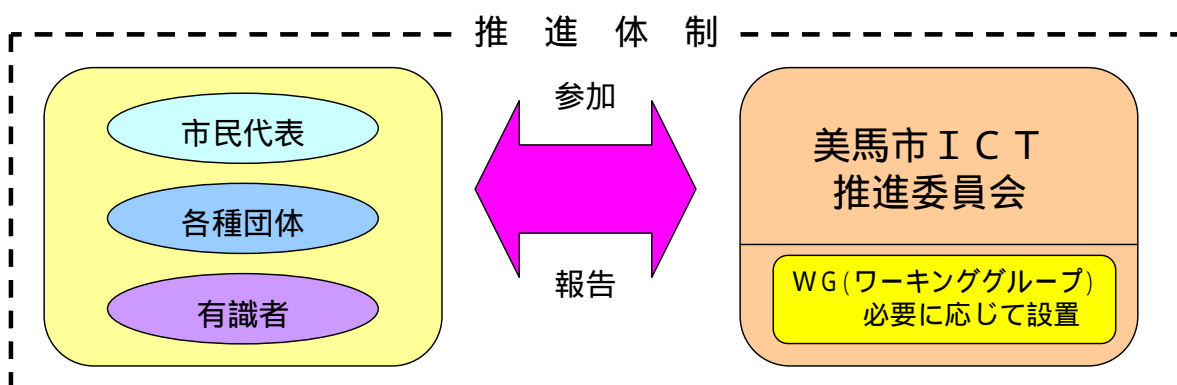 推 進 体 制
市民代表
各種団体
有識者
参加
報告
美馬市ＩＣＴ
推進委員会
ＷＧ(ワーキンググループ)
必要に応じて設置